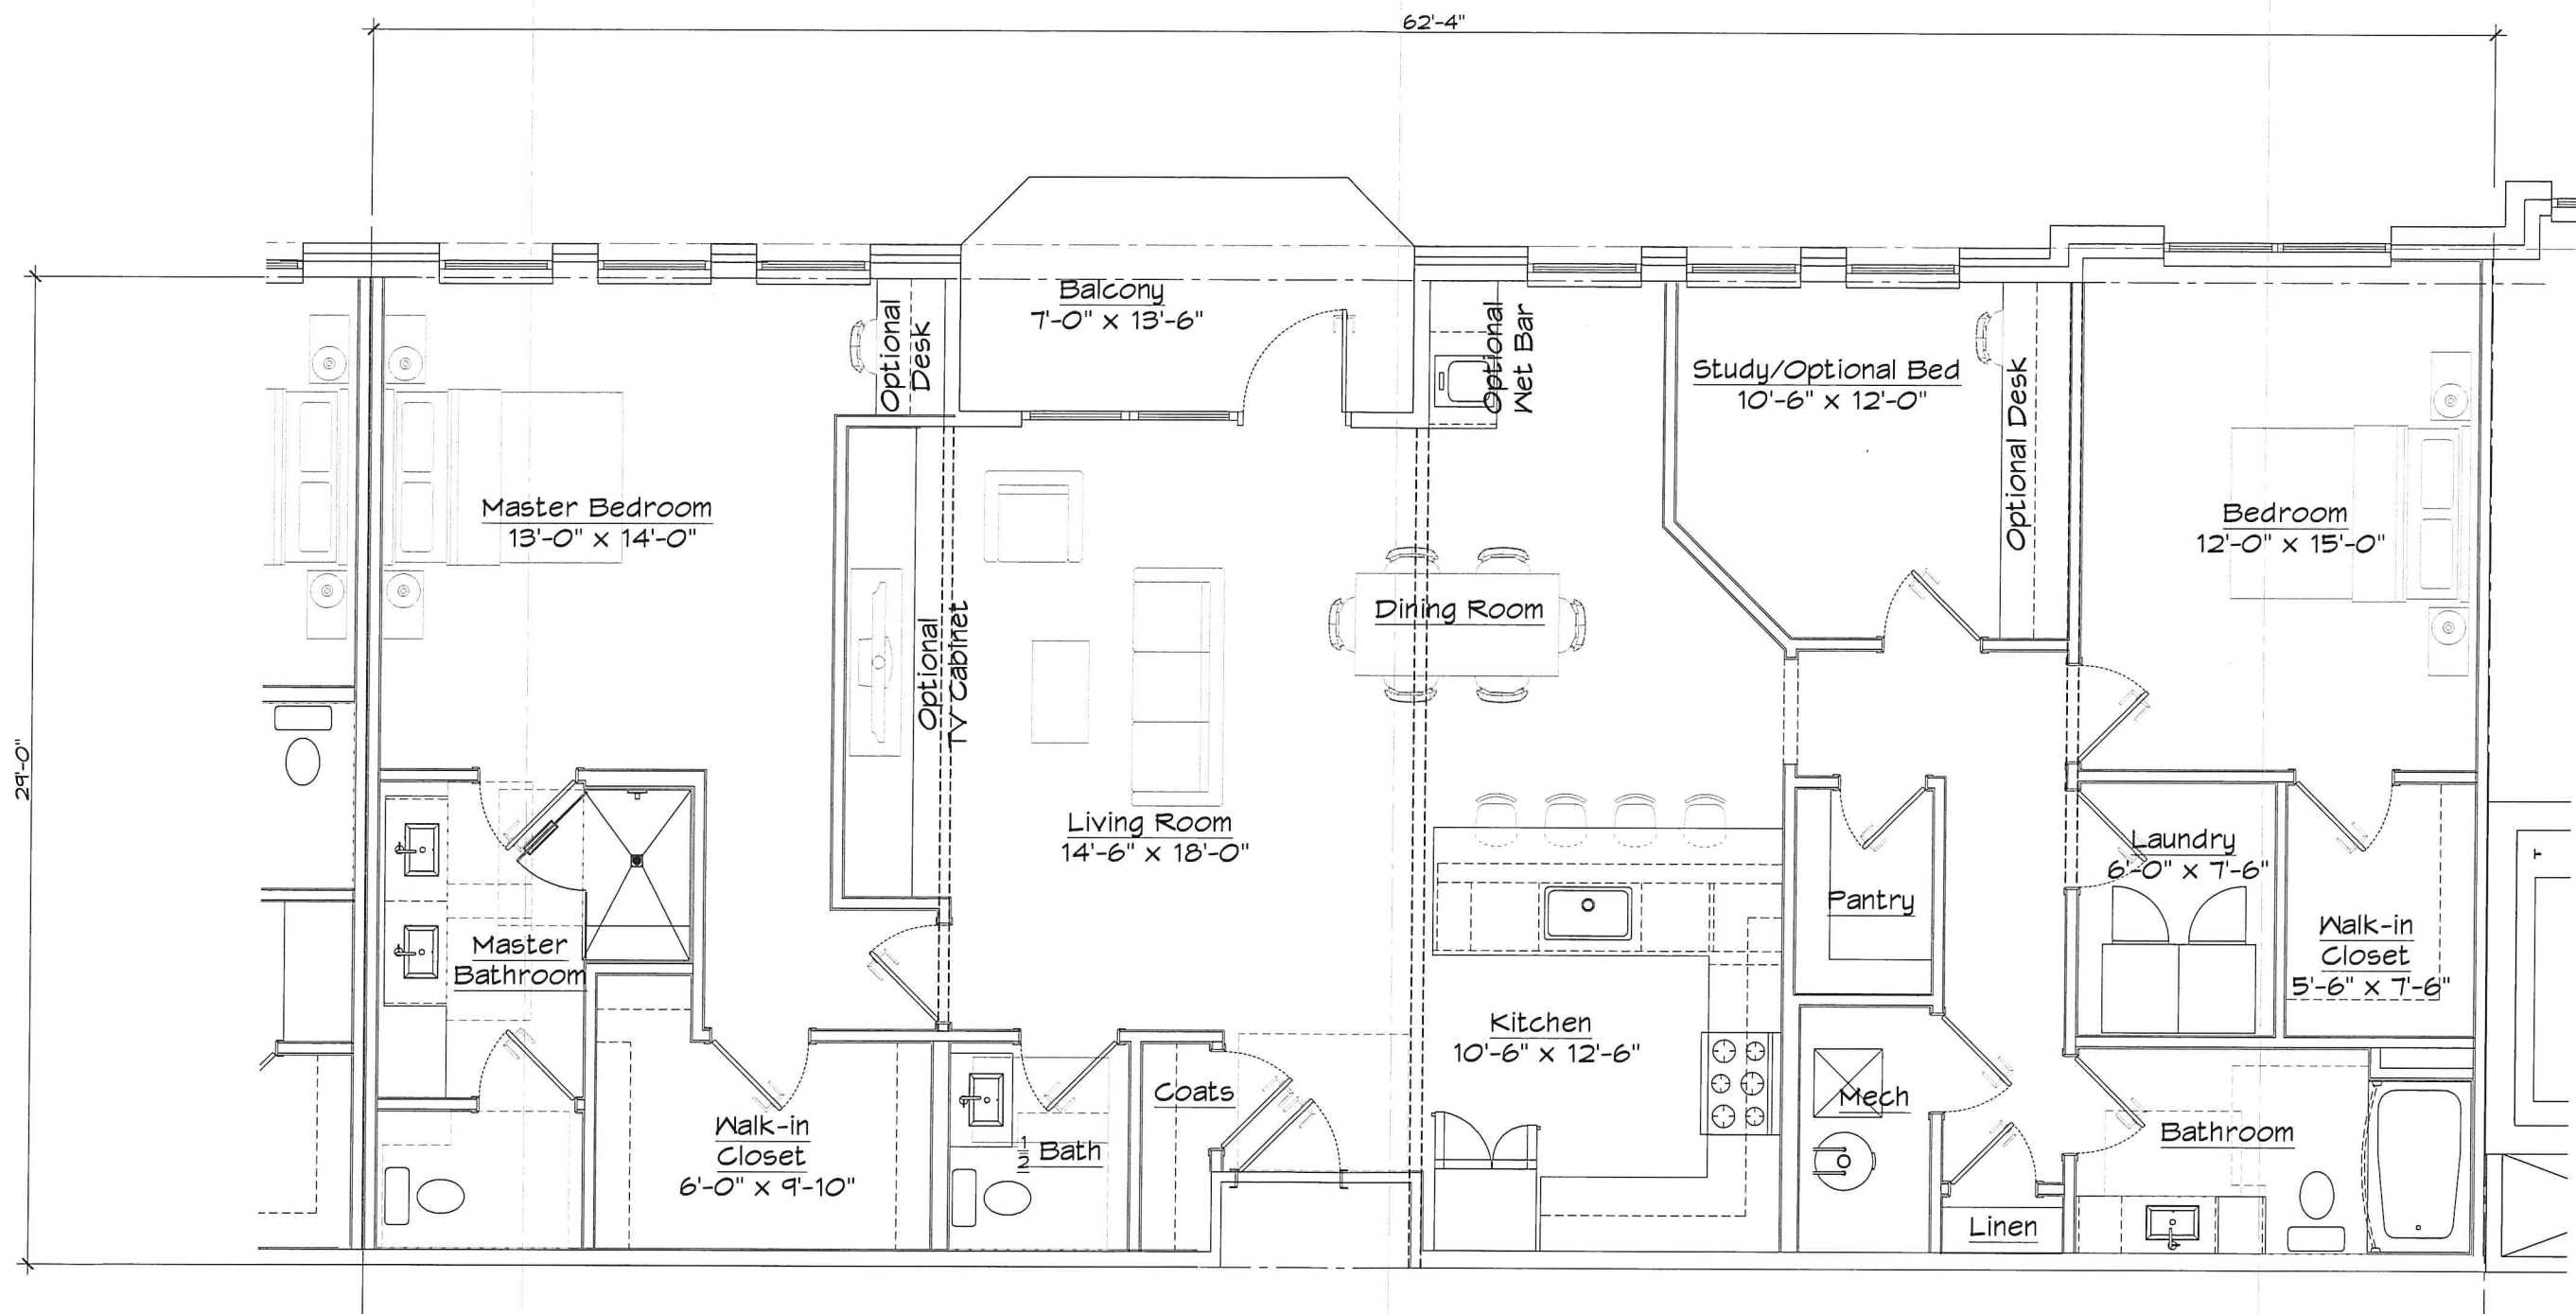 62'-4"
29'-0"
Balcony
7'-0" x 13'-6"
Optional
Desk
Optional
Wet Bar
Study/Optional Bed
10'-6" x 12'-0"
Optional Desk
Master Bedroom
13'-0" x 14'-0"
Bedroom
12'-0" x 15'-0"
Dining Room
Optional
TV Cabinet
Living Room
14'-6" x 18'-0"
Laundry
6'-0" x 7'-6"
Pantry
Master
Bathroom
Walk-in
Closet
5'-6" x 7'-6"
Kitchen
10'-6" x 12'-6"
Coats
Mech
Walk-in
Closet
6'-0" x 9'-10"
1/2 Bath
Bathroom
Linen